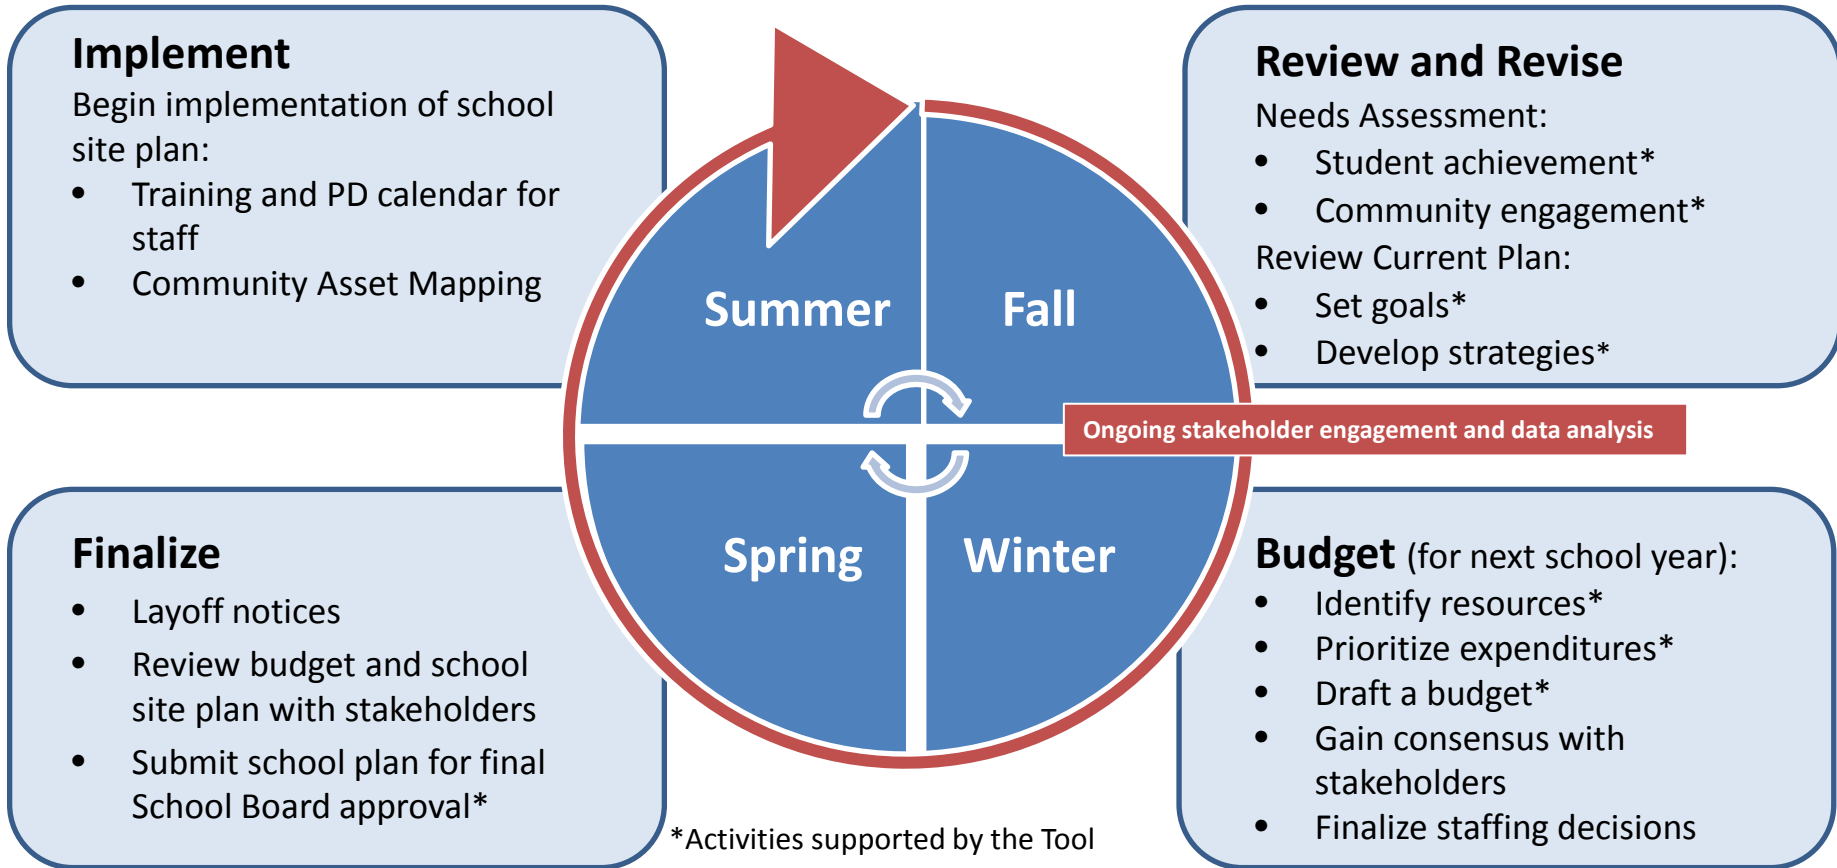 Implement
Begin implementation of school
site plan:
• Training and PD calendar for
staff
• Community Asset Mapping
Review and Revise
Needs Assessment:
• Student achievement*
• Community engagement*
Review Current Plan:
• Set goals*
• Develop strategies*
Summer
Fall
Ongoing stakeholder engagement and data analysis
Spring
Winter
Finalize
• Layoff notices
• Review budget and school
site plan with stakeholders
• Submit school plan for final
School Board approval*
Budget (for next school year):
• Identify resources*
• Prioritize expenditures*
• Draft a budget*
• Gain consensus with
stakeholders
• Finalize staffing decisions
*Activities supported by the Tool